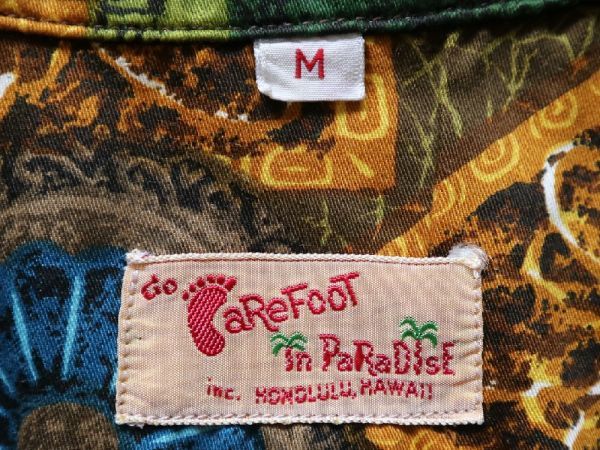 M
Go BareFooT
in PaRaDisE
inc. HONOLULU, HAWAII